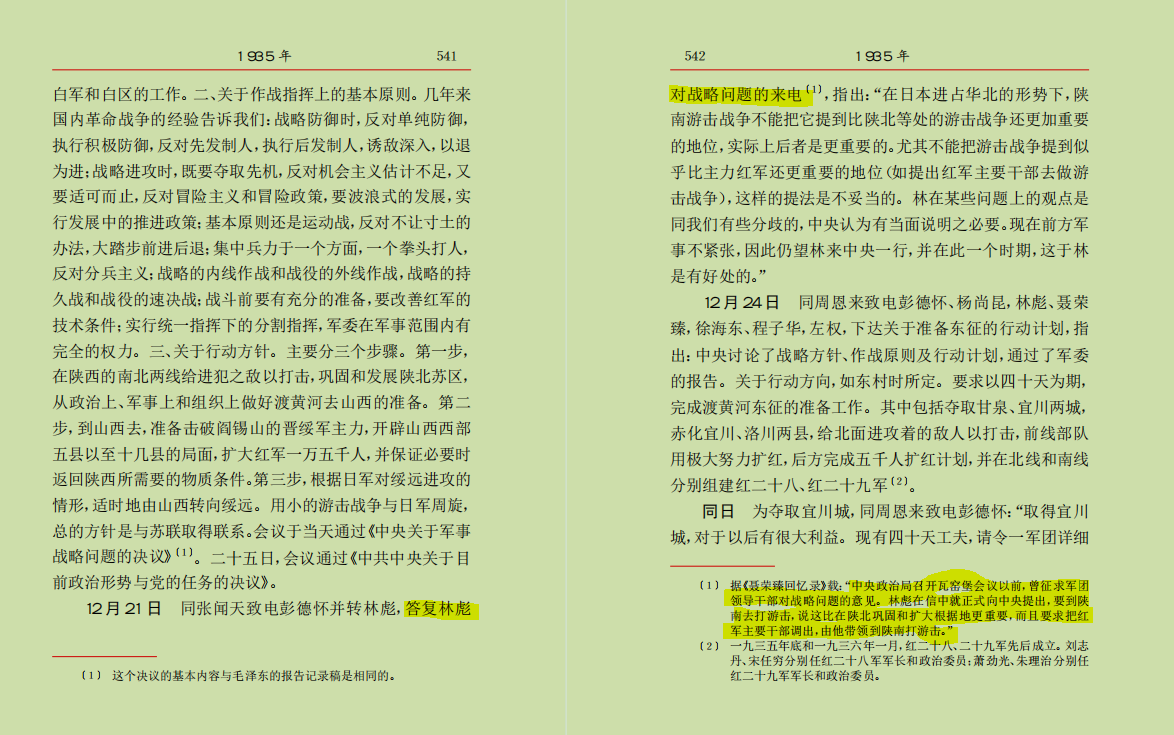 1935年 541
白军和白区的工作。二、关于作战指挥上的基本原则。几年来
国内革命战争的经验告诉我们：战略防御时，反对单纯防御，
执行积极防御，反对先发制人，执行后发制人，诱敌深入，以退
为进；战略进攻时，既要夺取先机，反对机会主义估计不足，又
要适可而止，反对冒险主义和冒险政策，要波浪式的发展，实
行发展中的推进政策；基本原则还是运动战，反对不让寸土的
办法，大踏步前进后退；集中兵力于一个方面，一个拳头打人，
反对分兵主义；战略的内线作战和战役的外线作战，战略的持
久战和战役的速决战；战斗前要有充分的准备，要改善红军的
技术条件；实行统一指挥下的分割指挥，军委在军事范围内有
完全的权力。三、关于行动方针。主要分三个步骤。第一步，
在陕西的南北两线给进犯之敌以打击，巩固和发展陕北苏区，
从政治上、军事上和组织上做好渡黄河去山西的准备。第二
步，到山西去，准备击破阎锡山的晋绥军主力，开辟山西西部
五县以至十几县的局面，扩大红军一万五千人，并保证必要时
返回陕西所需要的物质条件。第三步，根据日军对绥远进攻的
情形，适时地由山西转向绥远。用小的游击战争与日军周旋，
总的方针是与苏联取得联系。会议于当天通过《中央关于军事
战略问题的决议》〔1〕。二十五日，会议通过《中共中央关于目
前政治形势与党的任务的决议》。
12月21日 同张闻天致电彭德怀并转林彪，答复林彪
〔1〕 这个决议的基本内容与毛泽东的报告记录稿是相同的。
542 1935年
对战略问题的来电〔1〕，指出：“在日本进占华北的形势下，陕
南游击战争不能把它提到比陕北等处的游击战争还更加重要
的地位，实际上后者是更重要的。尤其不能把游击战争提到似
乎比主力红军还更重要的地位（如提出红军主要干部去做游
击战争），这样的提法是不妥当的。林在某些问题上的观点是
同我们有些分歧的，中央认为有当面说明之必要。现在前方军
事不紧张，因此仍望林来中央一行，并在此一个时期，这于林
是有好处的。”
12月24日 同周恩来致电彭德怀、杨尚昆，林彪、聂荣
臻，徐海东、程子华，左权，下达关于准备东征的行动计划，指
出：中央讨论了战略方针、作战原则及行动计划，通过了军委
的报告。关于行动方向，如东村时所定。要求以四十天为期，
完成渡黄河东征的准备工作。其中包括夺取甘泉、宜川两城，
赤化宜川、洛川两县，给北面进攻着的敌人以打击，前线部队
用极大努力扩红，后方完成五千人扩红计划，并在北线和南线
分别组建红二十八、红二十九军〔2〕。
同日 为夺取宜川城，同周恩来致电彭德怀：“取得宜川
城，对于以后有很大利益。现有四十天工夫，请令一军团详细
〔1〕 据《聂荣臻回忆录》载：“中央政治局召开瓦窑堡会议以前，曾征求军团
领导干部对战略问题的意见。林彪在信中就正式向中央提出，要到陕
南去打游击，说这比在陕北巩固和扩大根据地更重要，而且要求把红
军主要干部调出，由他带领到陕南打游击。”
〔2〕 一九三五年底和一九三六年一月，红二十八、二十九军先后成立。刘志
丹、宋任穷分别任红二十八军军长和政治委员；萧劲光、朱理治分别任
红二十九军军长和政治委员。